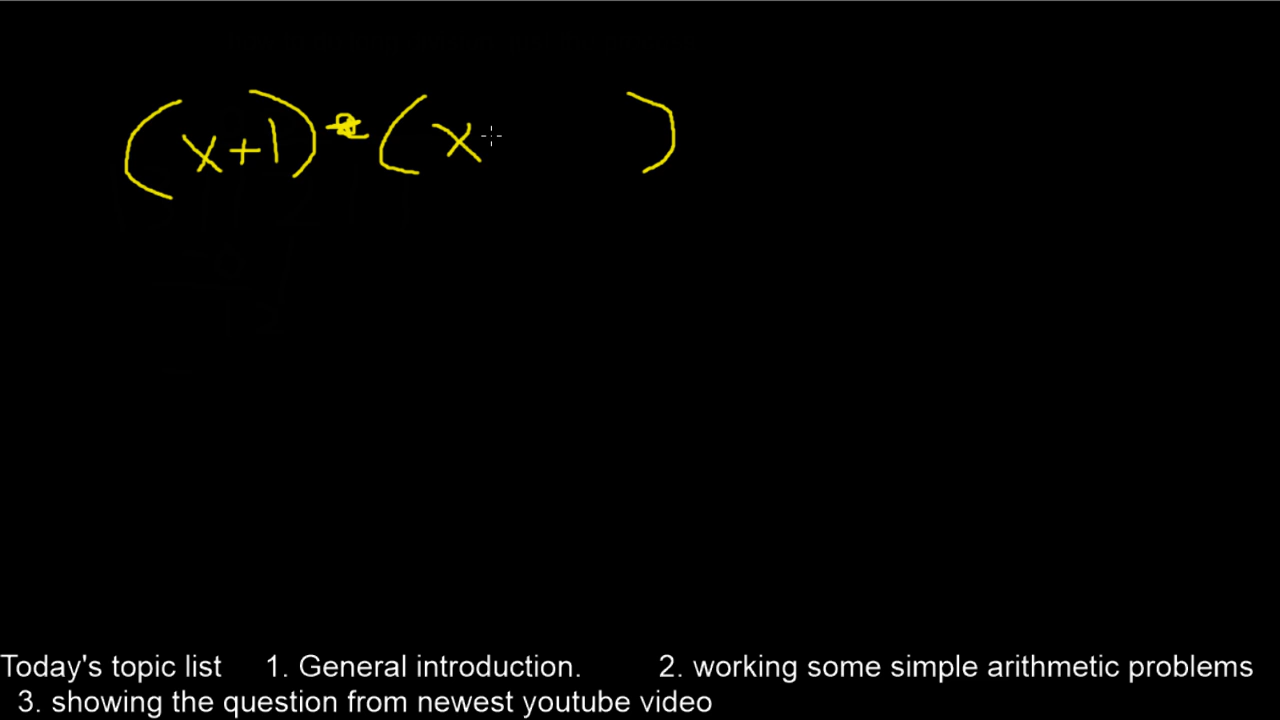 (x+1)*(x )
Today's topic list 1. General introduction. 2. working some simple arithmetic problems
3. showing the question from newest youtube video